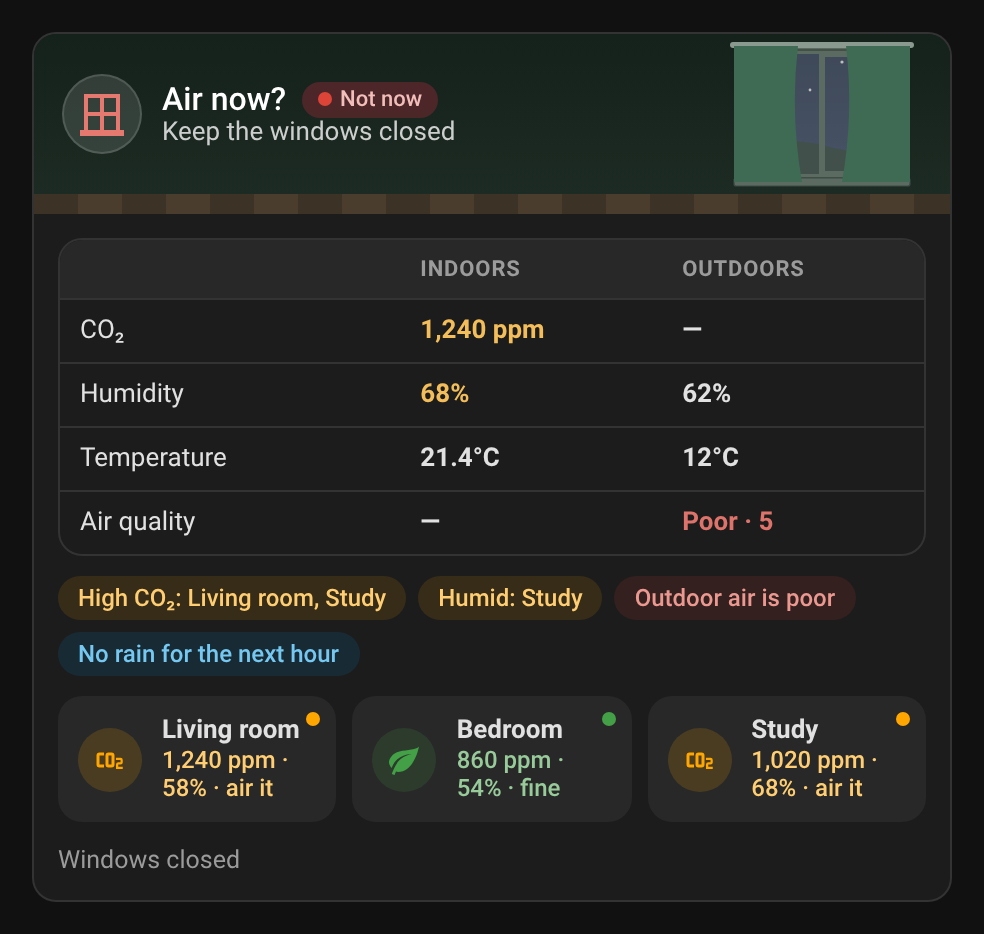 Air now? Not now
Keep the windows closed
INDOORS OUTDOORS
CO₂ 1,240 ppm —
Humidity 68% 62%
Temperature 21.4°C 12°C
Air quality — Poor · 5
High CO₂: Living room, Study Humid: Study Outdoor air is poor
No rain for the next hour
CO₂
Living room
1,240 ppm ·
58% · air it
Bedroom
860 ppm ·
54% · fine
CO₂
Study
1,020 ppm ·
68% · air it
Windows closed